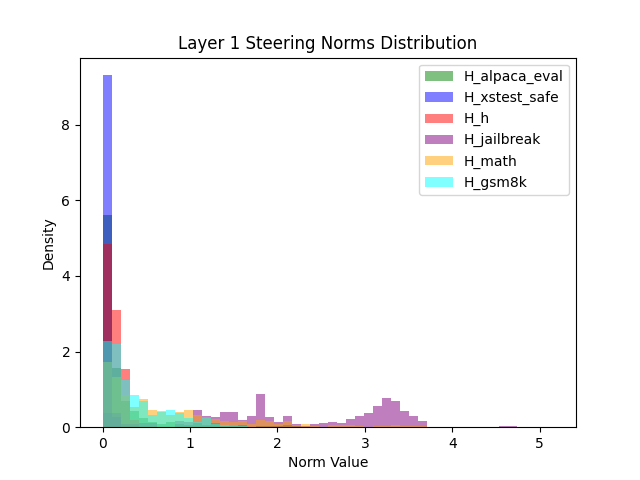 Layer 1 Steering Norms Distribution
H_alpaca_eval
H_xstest_safe
H_h
H_jailbreak
H_math
H_gsm8k
Density
8
6
4
2
0
0 1 2 3 4 5
Norm Value